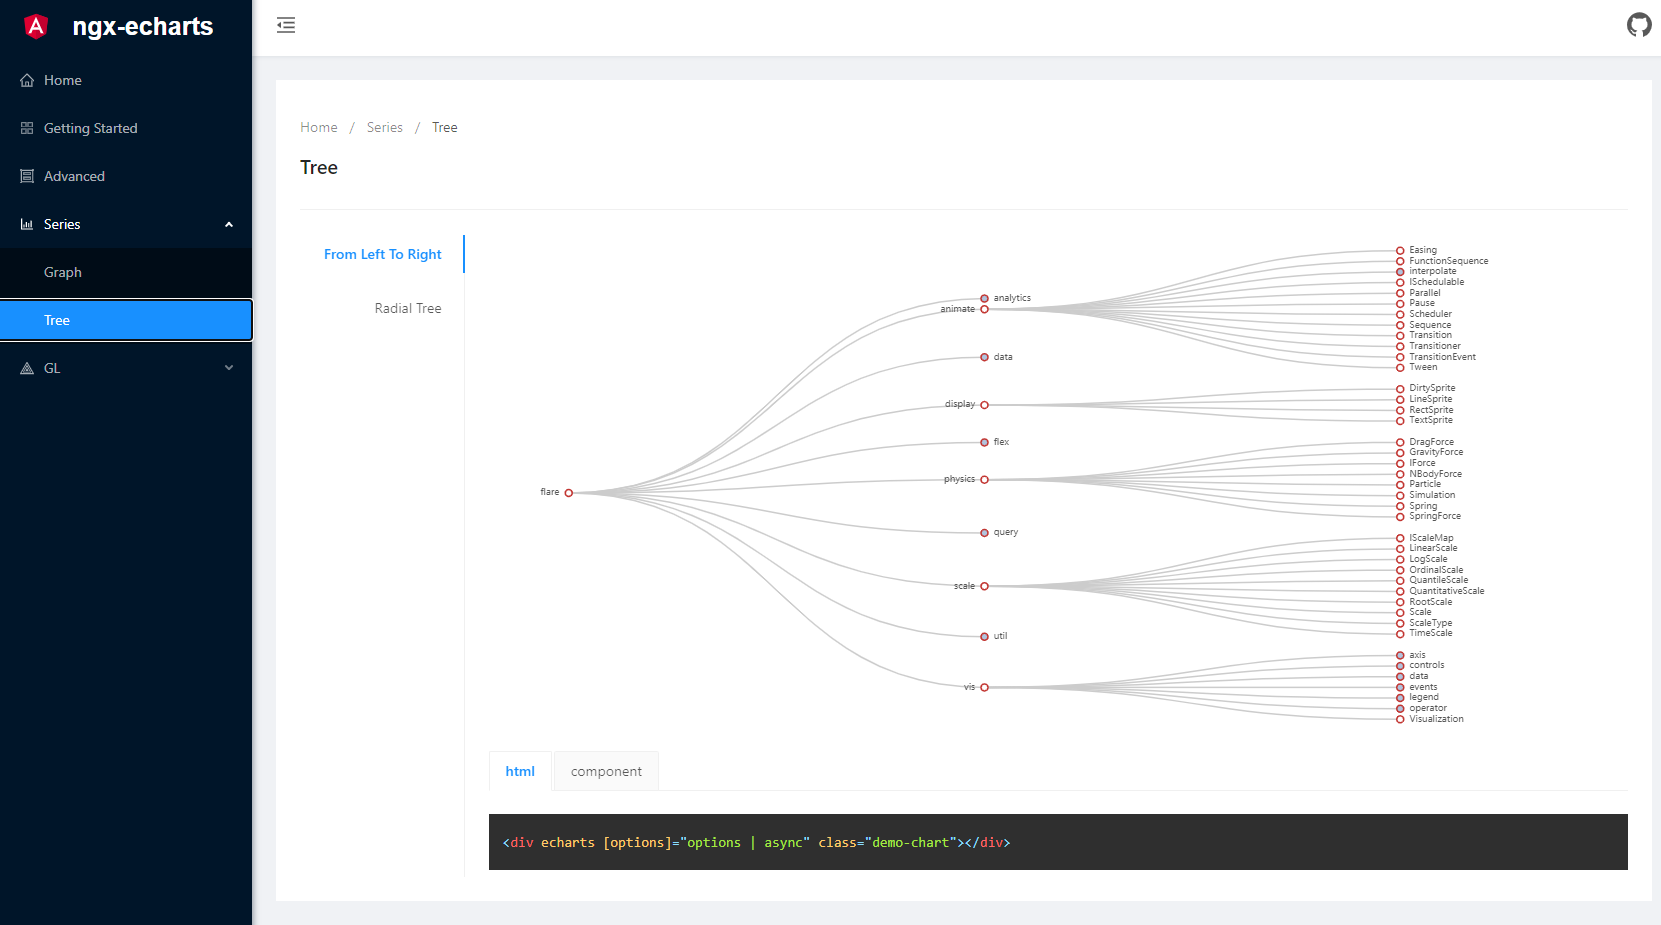 ngx-echarts
Home
Getting Started
Advanced
Series
Graph
Tree
GL
Home / Series / Tree
Tree
From Left To Right
Radial Tree
flare
analytics
animate
data
display
flex
physics
query
scale
util
vis
Easing
FunctionSequence
interpolate
ISchedulable
Parallel
Pause
Scheduler
Sequence
Transition
Transitioner
TransitionEvent
Tween
DirtySprite
LineSprite
RectSprite
TextSprite
DragForce
GravityForce
IForce
NBodyForce
Particle
Simulation
Spring
SpringForce
IScaleMap
LinearScale
LogScale
OrdinalScale
QuantileScale
QuantitativeScale
RootScale
Scale
ScaleType
TimeScale
axis
controls
data
events
legend
operator
Visualization
html
component
<div echarts [options]="options | async" class="demo-chart"></div>